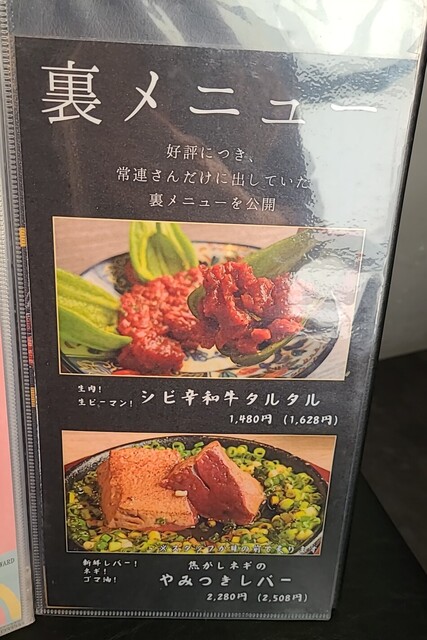 裏メニュー
好評につき、
常連さんだけに出していた
裏メニューを公開
生肉!
生ピーマン!
シビ辛和牛タルタル
1,480円 (1,628円)
新鮮レバー!
ネギ!
ゴマ油!
焦がしネギの
やみつきレバー
2,280円 (2,508円)